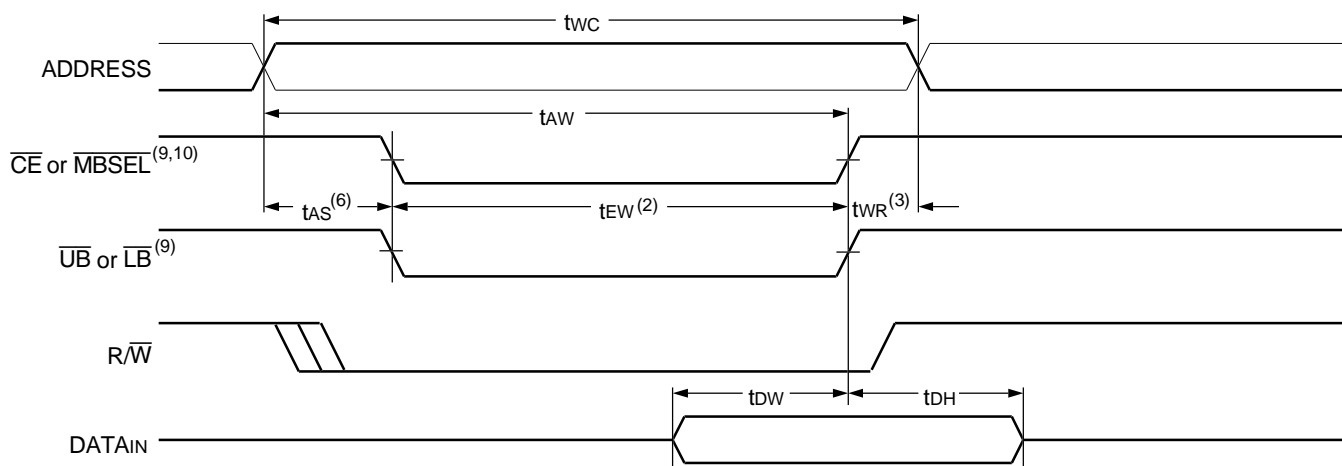 tWC
ADDRESS
tAW
CE or MBSEL(9,10)
tAS(6) tEW(2) tWR(3)
UB or LB(9)
R/W
tDW tDH
DATAIN